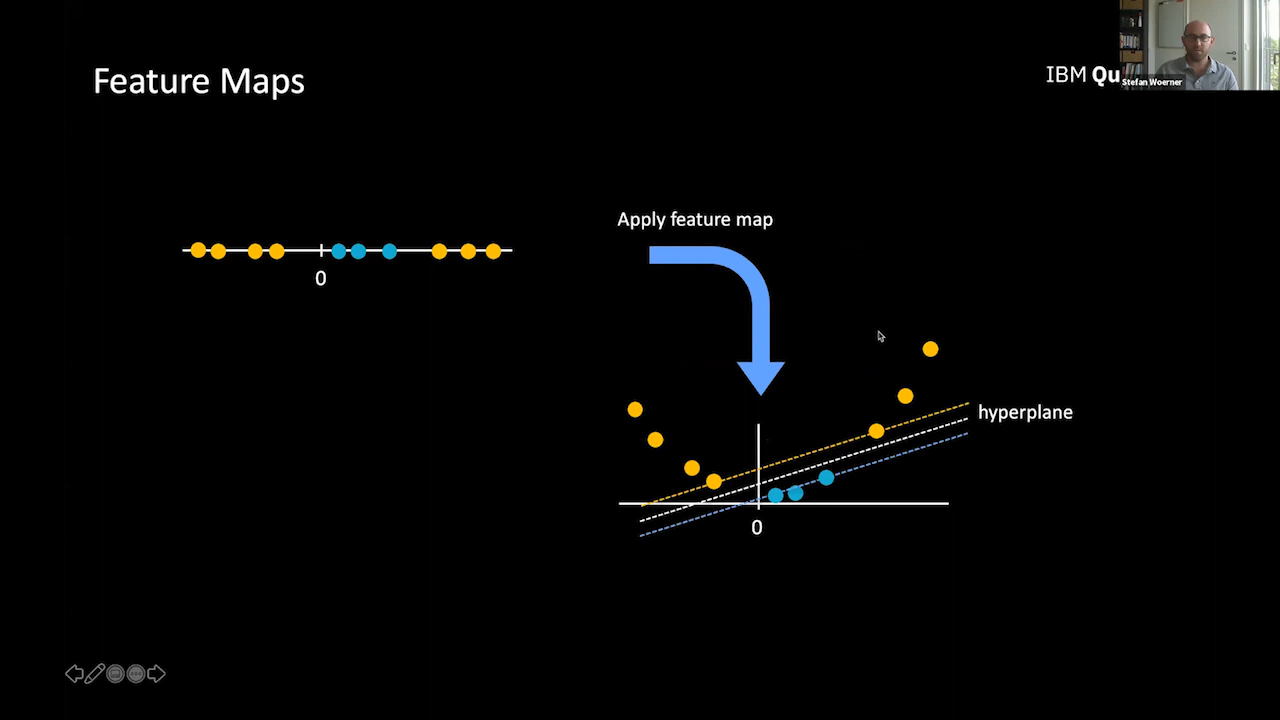 Feature Maps
IBM Qu
Stefan Woerner
Apply feature map
0
hyperplane
0